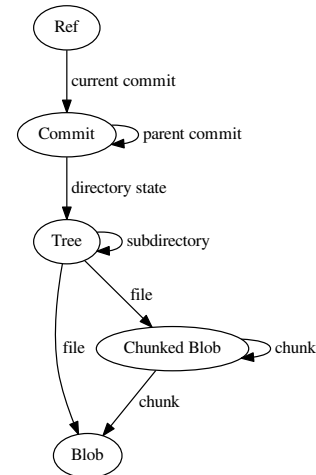 Ref
current commit
Commit
parent commit
directory state
Tree
subdirectory
file
Chunked Blob
chunk
file
chunk
Blob